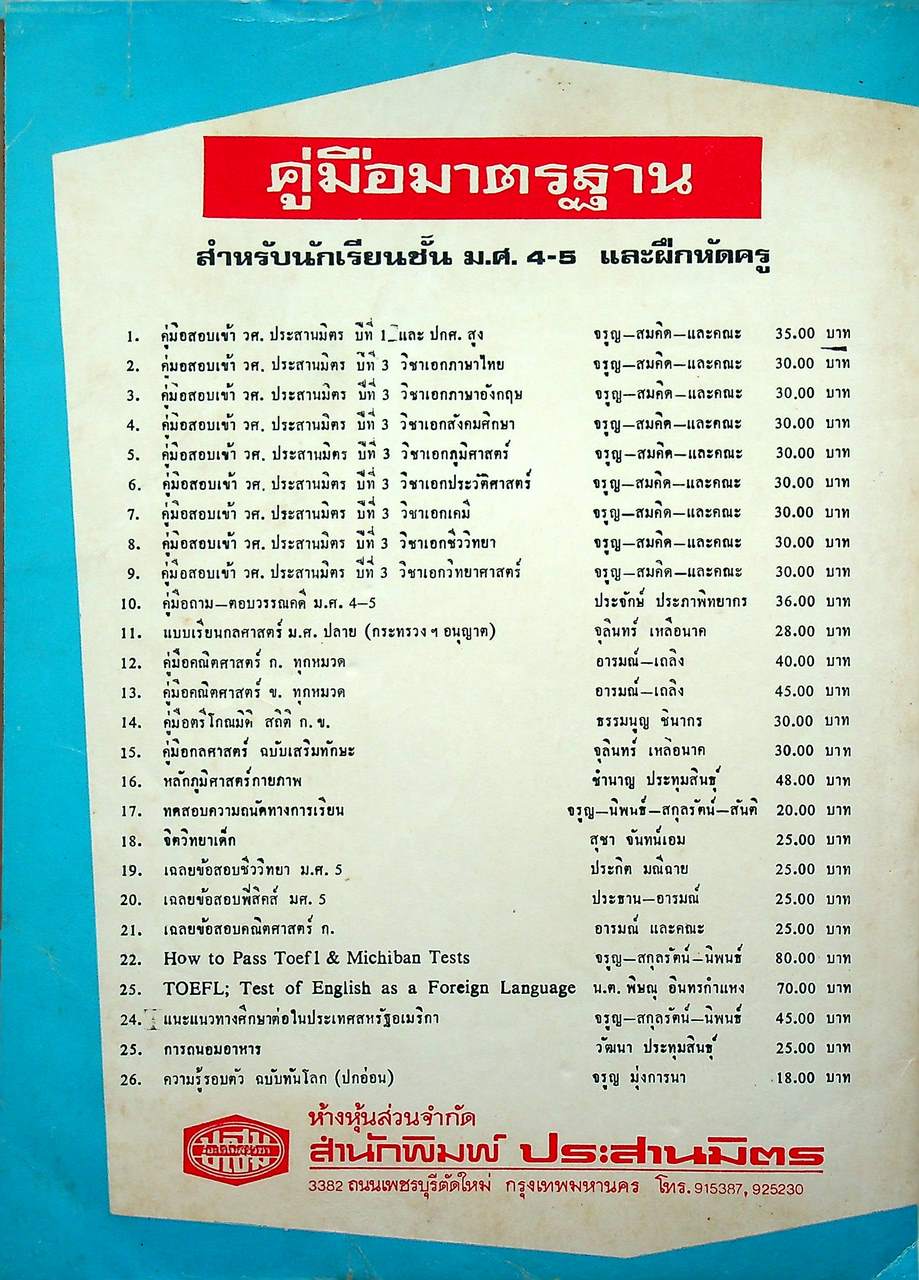 คู่มือมาตรฐาน
สำหรับนักเรียนชั้น ม.ศ. 4-5 และฝึกหัดครู
1. คู่มือสอบเข้า วศ. ประสานมิตร ปีที่ 1 และ ปกศ. สูง จรูญ—สมคิด—และคณะ 35.00 บาท
2. คู่มือสอบเข้า วศ. ประสานมิตร ปีที่ 3 วิชาเอกภาษาไทย จรูญ—สมคิด—และคณะ 30.00 บาท
3. คู่มือสอบเข้า วศ. ประสานมิตร ปีที่ 3 วิชาเอกภาษาอังกฤษ จรูญ—สมคิด—และคณะ 30.00 บาท
4. คู่มือสอบเข้า วศ. ประสานมิตร ปีที่ 3 วิชาเอกสังคมศึกษา จรูญ—สมคิด—และคณะ 30.00 บาท
5. คู่มือสอบเข้า วศ. ประสานมิตร ปีที่ 3 วิชาเอกภูมิศาสตร์ จรูญ—สมคิด—และคณะ 30.00 บาท
6. คู่มือสอบเข้า วศ. ประสานมิตร ปีที่ 3 วิชาเอกประวัติศาสตร์ จรูญ—สมคิด—และคณะ 30.00 บาท
7. คู่มือสอบเข้า วศ. ประสานมิตร ปีที่ 3 วิชาเอกเคมี จรูญ—สมคิด—และคณะ 30.00 บาท
8. คู่มือสอบเข้า วศ. ประสานมิตร ปีที่ 3 วิชาเอกชีววิทยา จรูญ—สมคิด—และคณะ 30.00 บาท
9. คู่มือสอบเข้า วศ. ประสานมิตร ปีที่ 3 วิชาเอกวิทยาศาสตร์ จรูญ—สมคิด—และคณะ 30.00 บาท
10. คู่มือถาม—ตอบวรรณคดี ม.ศ. 4—5 ประจักษ์ ประภาพิทยากร 36.00 บาท
11. แบบเรียนกลศาสตร์ ม.ศ. ปลาย (กระทรวง ฯ อนุญาต) จุลินทร์ เหลือนาค 28.00 บาท
12. คู่มือคณิตศาสตร์ ก. ทุกหมวด อารมณ์—เถลิง 40.00 บาท
13. คู่มือคณิตศาสตร์ ข. ทุกหมวด อารมณ์—เถลิง 45.00 บาท
14. คู่มือตรีโกณมิติ สถิติ ก. ข. ธรรมนูญ ชินากร 30.00 บาท
15. คู่มือกลศาสตร์ ฉบับเสริมทักษะ จุลินทร์ เหลือนาค 30.00 บาท
16. หลักภูมิศาสตร์กายภาพ ชำนาญ ประทุมสินธุ์ 48.00 บาท
17. ทดสอบความถนัดทางการเรียน จรูญ—นิพนธ์—สกุลรัตน์—สันติ 20.00 บาท
18. จิตวิทยาเด็ก สุชา จันทน์เอม 25.00 บาท
19. เฉลยข้อสอบชีววิทยา ม.ศ. 5 ประกิต มณีฉาย 25.00 บาท
20. เฉลยข้อสอบฟิสิคส์ มศ. 5 ประธาน—อารมณ์ 25.00 บาท
21. เฉลยข้อสอบคณิตศาสตร์ ก. อารมณ์ และคณะ 25.00 บาท
22. How to Pass Toefl & Michiban Tests จรูญ—สกุลรัตน์—นิพนธ์ 80.00 บาท
25. TOEFL; Test of English as a Foreign Language น.ต. พิษณุ อินทรกำแหง 70.00 บาท
24. แนะแนวทางศึกษาต่อในประเทศสหรัฐอเมริกา จรูญ—สกุลรัตน์—นิพนธ์ 45.00 บาท
25. การถนอมอาหาร วัฒนา ประทุมสินธุ์ 25.00 บาท
26. ความรู้รอบตัว ฉบับทันโลก (ปกอ่อน) จรูญ มุ่งการนา 18.00 บาท
ห้างหุ้นส่วนจำกัด
สำนักพิมพ์ ประสานมิตร
3382 ถนนเพชรบุรีตัดใหม่ กรุงเทพมหานคร โทร. 915387, 925230